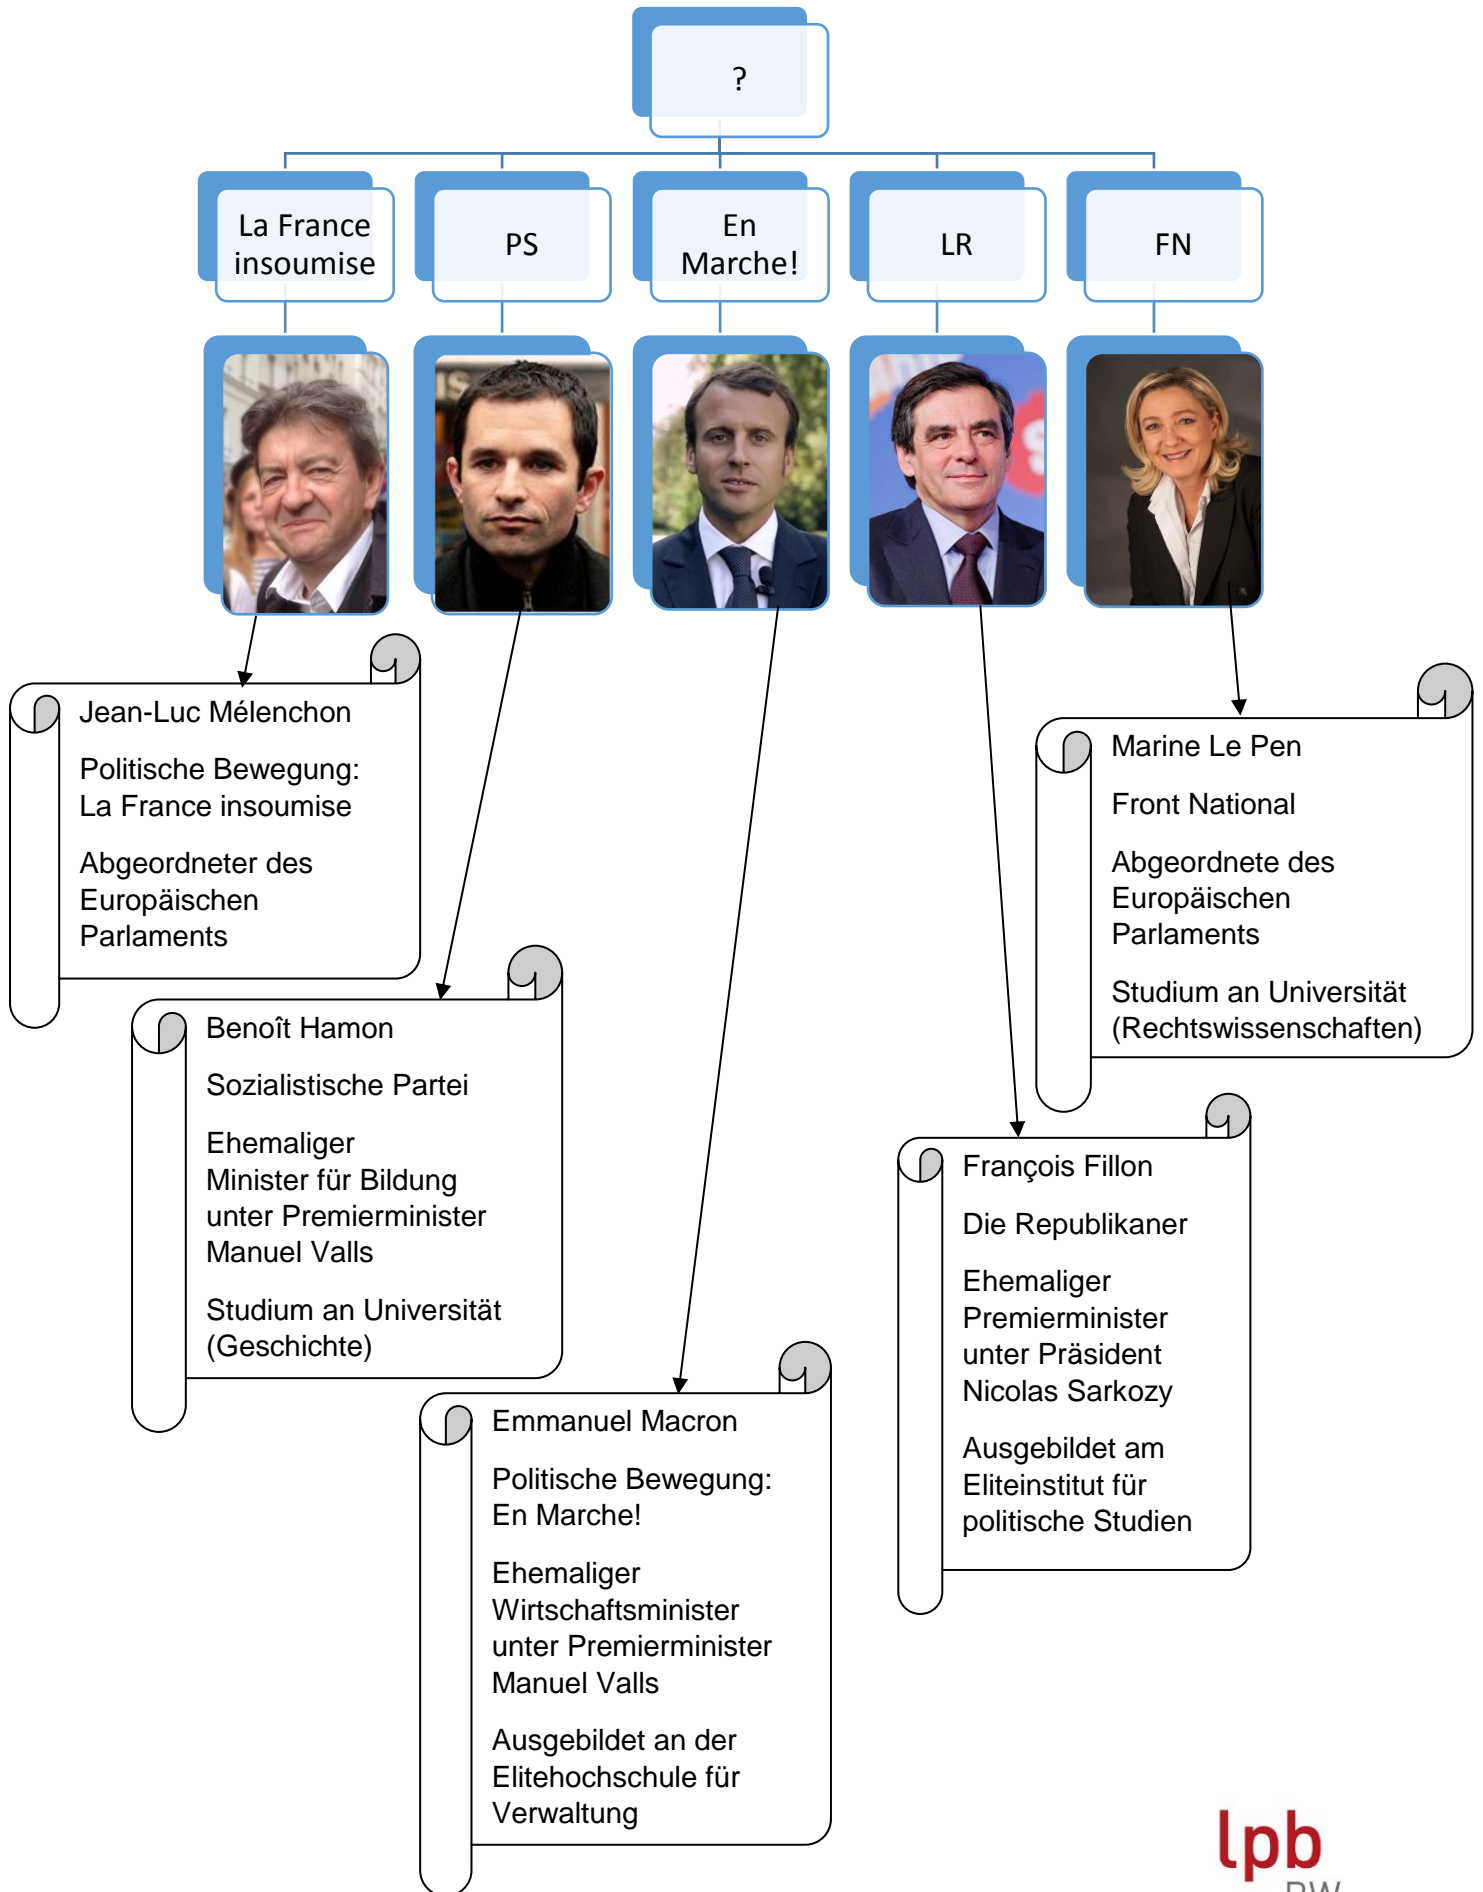 ?
La France
insoumise
PS
En
Marche!
LR
FN
Jean-Luc Mélenchon
Politische Bewegung:
La France insoumise
Abgeordneter des
Europäischen
Parlaments
Marine Le Pen
Front National
Abgeordnete des
Europäischen
Parlaments
Studium an Universität
(Rechtswissenschaften)
Benoît Hamon
Sozialistische Partei
Ehemaliger
Minister für Bildung
unter Premierminister
Manuel Valls
Studium an Universität
(Geschichte)
François Fillon
Die Republikaner
Ehemaliger
Premierminister
unter Präsident
Nicolas Sarkozy
Ausgebildet am
Eliteinstitut für
politische Studien
Emmanuel Macron
Politische Bewegung:
En Marche!
Ehemaliger
Wirtschaftsminister
unter Premierminister
Manuel Valls
Ausgebildet an der
Elitehochschule für
Verwaltung
lpb
BW